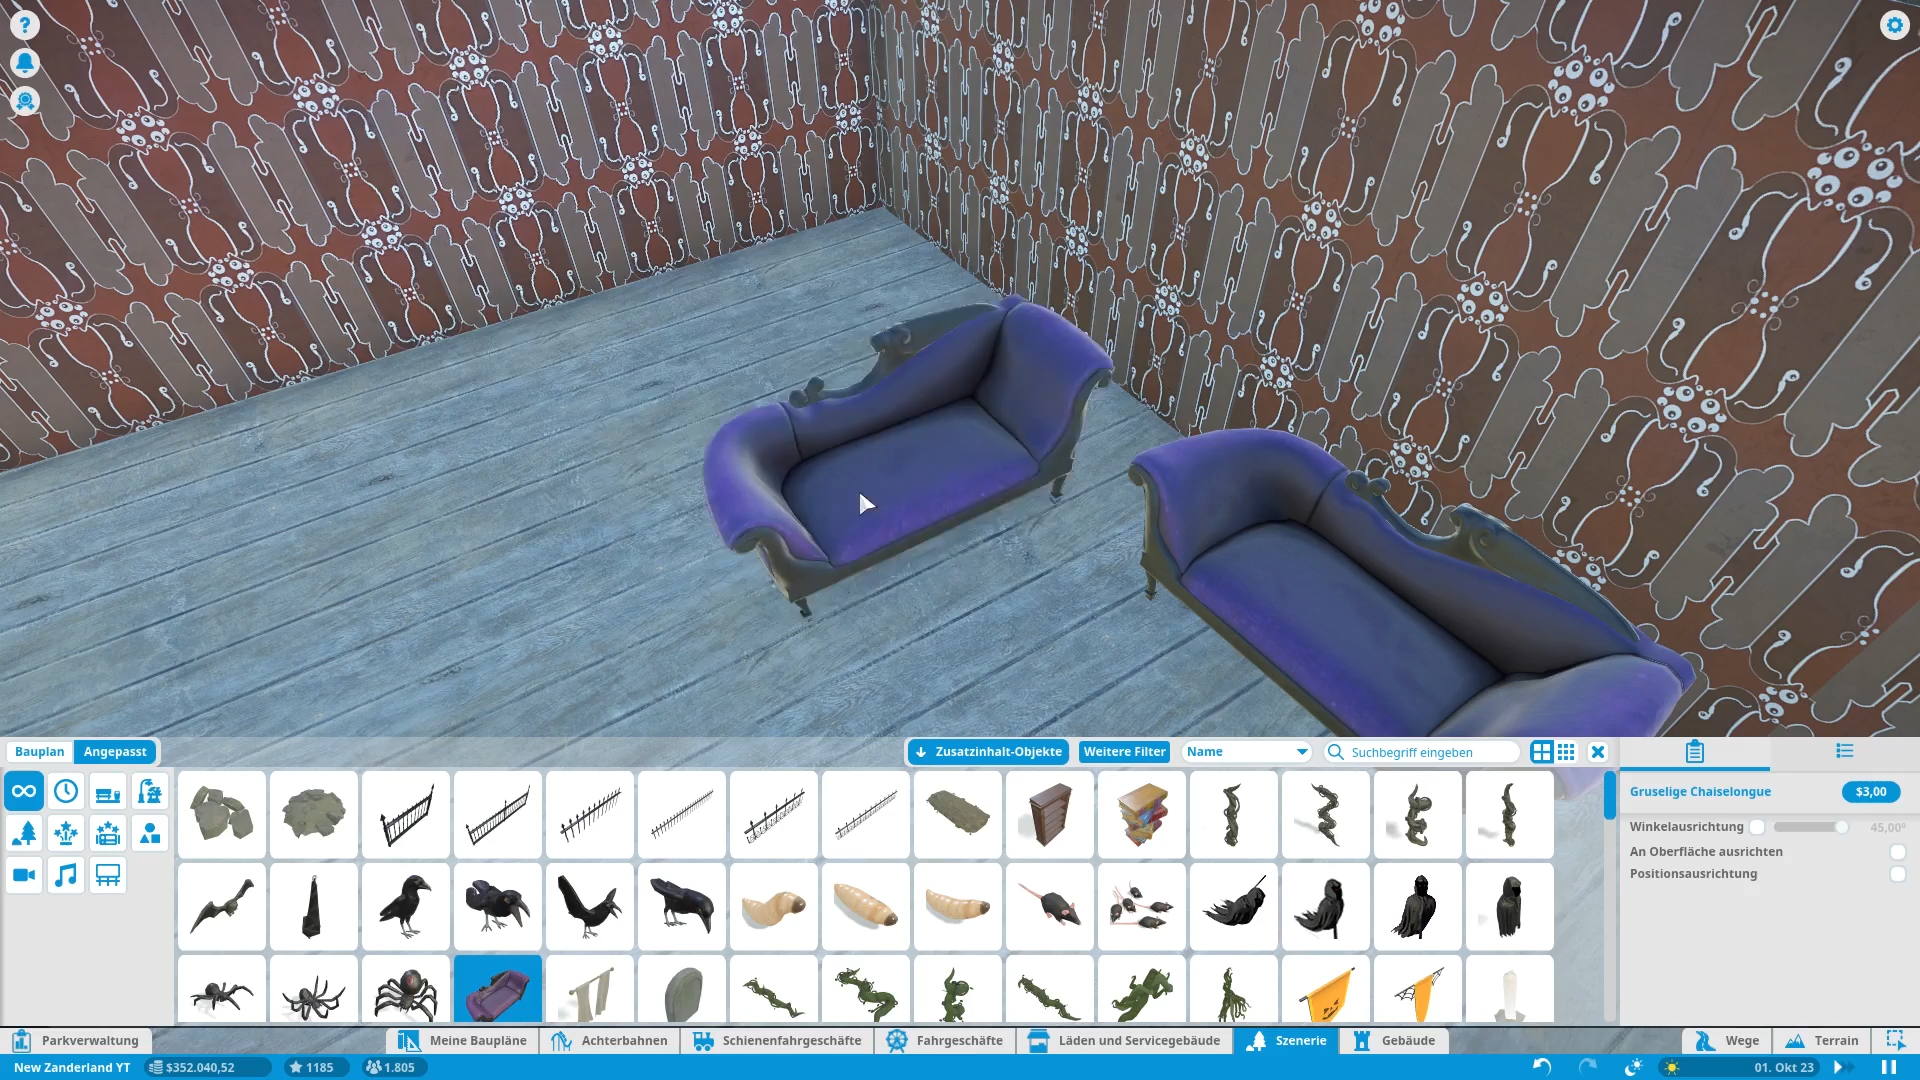 Bauplan
Angepasst
Zusatzinhalt-Objekte
Weitere Filter
Name
Suchbegriff eingeben
Gruselige Chaiselongue
$3,00
Winkelausrichtung
45,00º
An Oberfläche ausrichten
Positionsausrichtung
Parkverwaltung
Meine Baupläne
Achterbahnen
Schienenfahrgeschäfte
Fahrgeschäfte
Läden und Servicegebäude
Szenerie
Gebäude
Wege
Terrain
New Zanderland YT
$352.040,52
1185
1.805
01. Okt 23